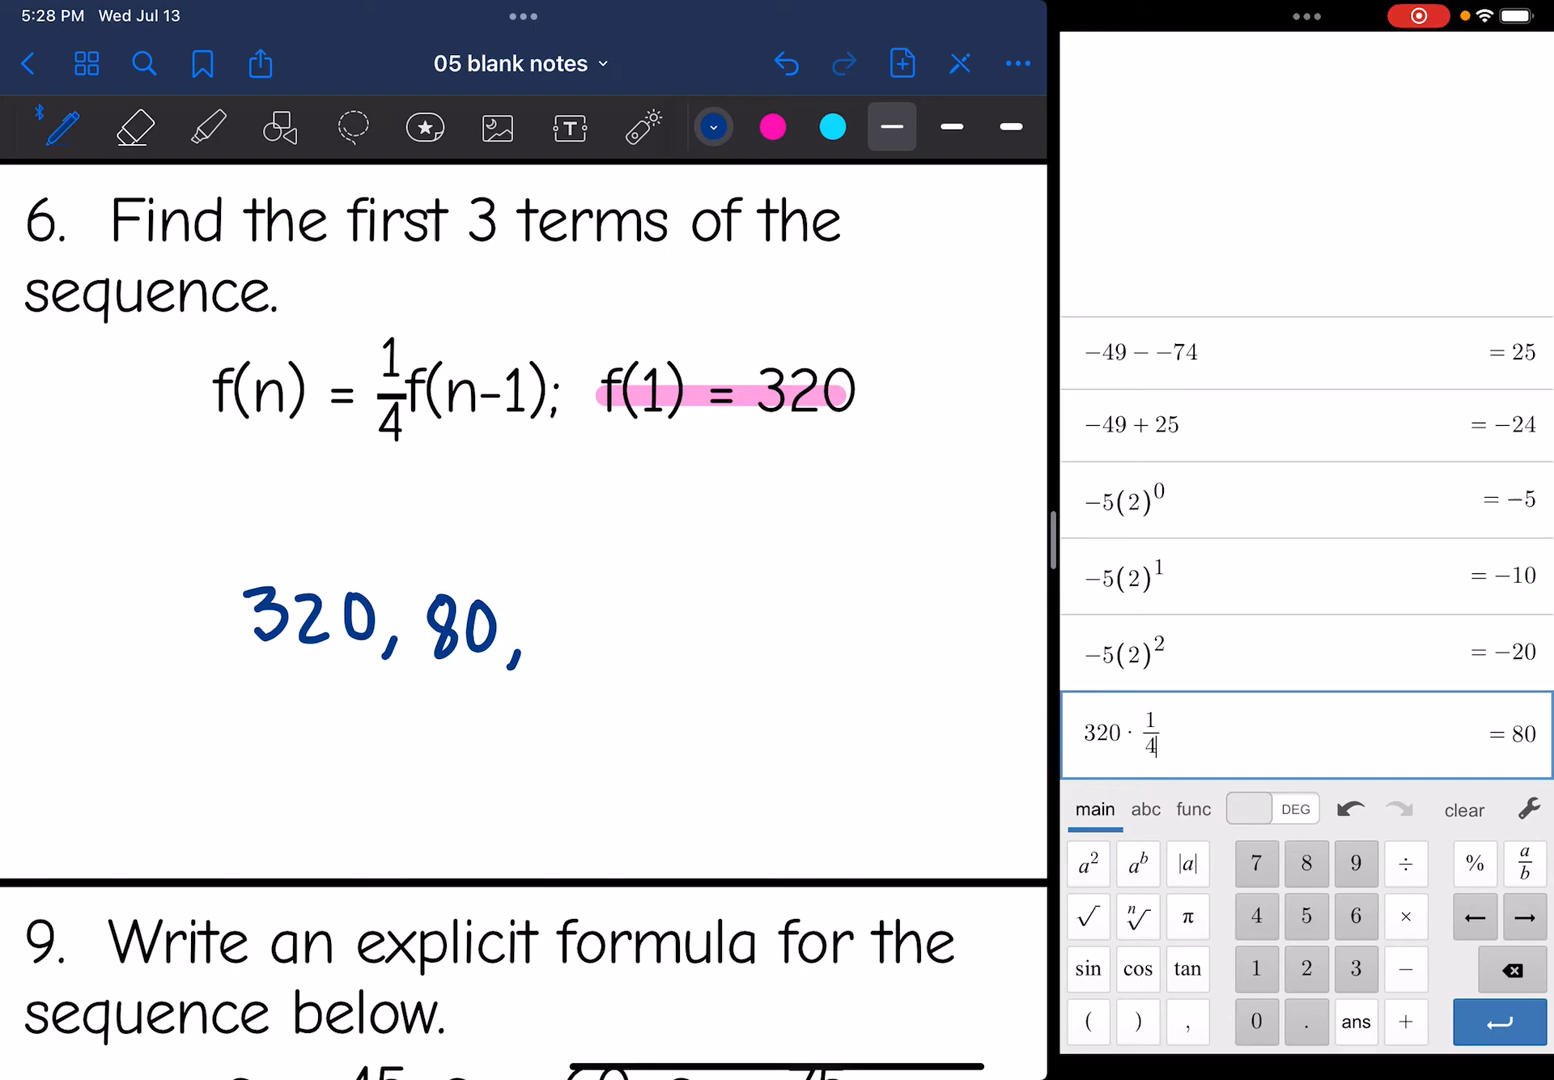 5:28 PM Wed Jul 13
05 blank notes
T
6. Find the first 3 terms of the
sequence.
f(n) = 1/4 f(n-1); f(1) = 320
320, 80,
9. Write an explicit formula for the
sequence below.
−49 − −74 = 25
−49 + 25 = −24
−5(2)^0 = −5
−5(2)^1 = −10
−5(2)^2 = −20
320 · 1/4 = 80
main abc func DEG clear
a² aᵇ |a| 7 8 9 ÷ % a/b
√ ⁿ√ π 4 5 6 × ← →
sin cos tan 1 2 3 −
( ) , 0 . ans +